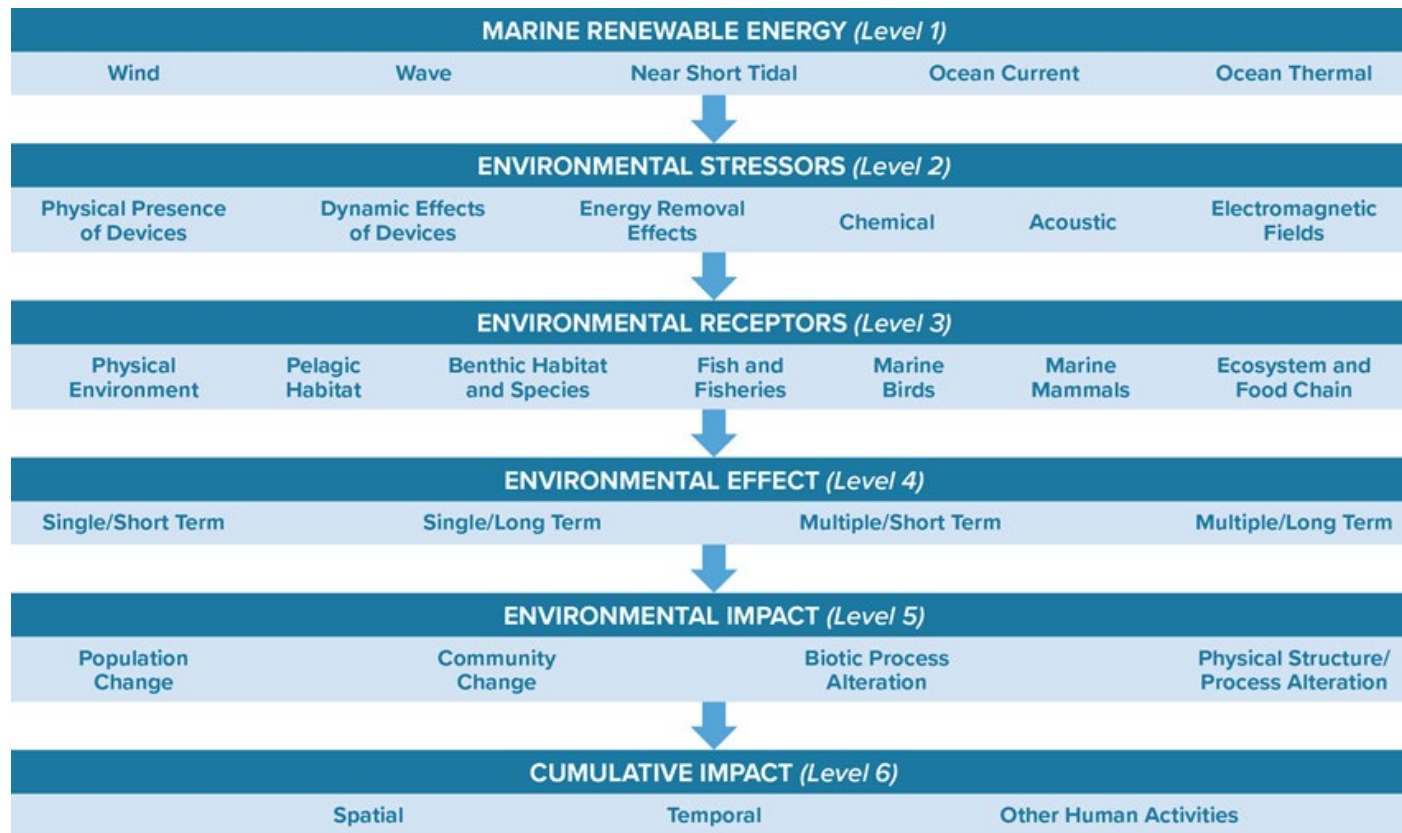 MARINE RENEWABLE ENERGY (Level 1)
Wind Wave Near Short Tidal Ocean Current Ocean Thermal
ENVIRONMENTAL STRESSORS (Level 2)
Physical Presence of Devices
Dynamic Effects of Devices
Energy Removal Effects
Chemical
Acoustic
Electromagnetic Fields
ENVIRONMENTAL RECEPTORS (Level 3)
Physical Environment
Pelagic Habitat
Benthic Habitat and Species
Fish and Fisheries
Marine Birds
Marine Mammals
Ecosystem and Food Chain
ENVIRONMENTAL EFFECT (Level 4)
Single/Short Term Single/Long Term Multiple/Short Term Multiple/Long Term
ENVIRONMENTAL IMPACT (Level 5)
Population Change
Community Change
Biotic Process Alteration
Physical Structure/ Process Alteration
CUMULATIVE IMPACT (Level 6)
Spatial Temporal Other Human Activities